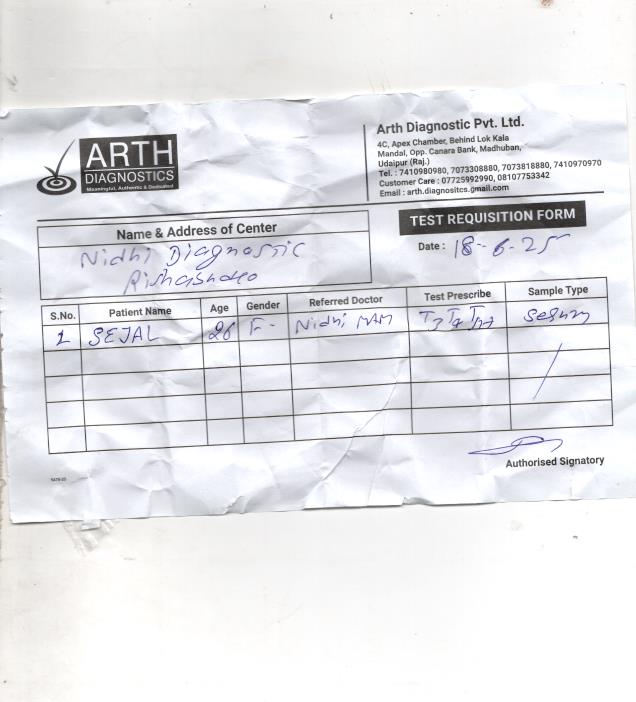 ARTH
DIAGNOSTICS
Meaningful, Authentic & Dedicated
Arth Diagnostic Pvt. Ltd.
4C, Apex Chamber, Behind Lok Kala
Mandal, Opp. Canara Bank, Madhuban,
Udaipur (Raj.)
Tel. : 7410980980, 7073308880, 7073818880, 7410970970
Customer Care : 07725992990, 08107753342
Email : arth.diagnositcs.gmail.com
TEST REQUISITION FORM
Name & Address of Center
Nidhi Diagnostic
Rishabhdeo
Date : 18-6-25
S.No. Patient Name Age Gender Referred Doctor Test Prescribe Sample Type
1 SEJAL 26 F- Nidhi MAM T3 T4 Serum
Authorised Signatory